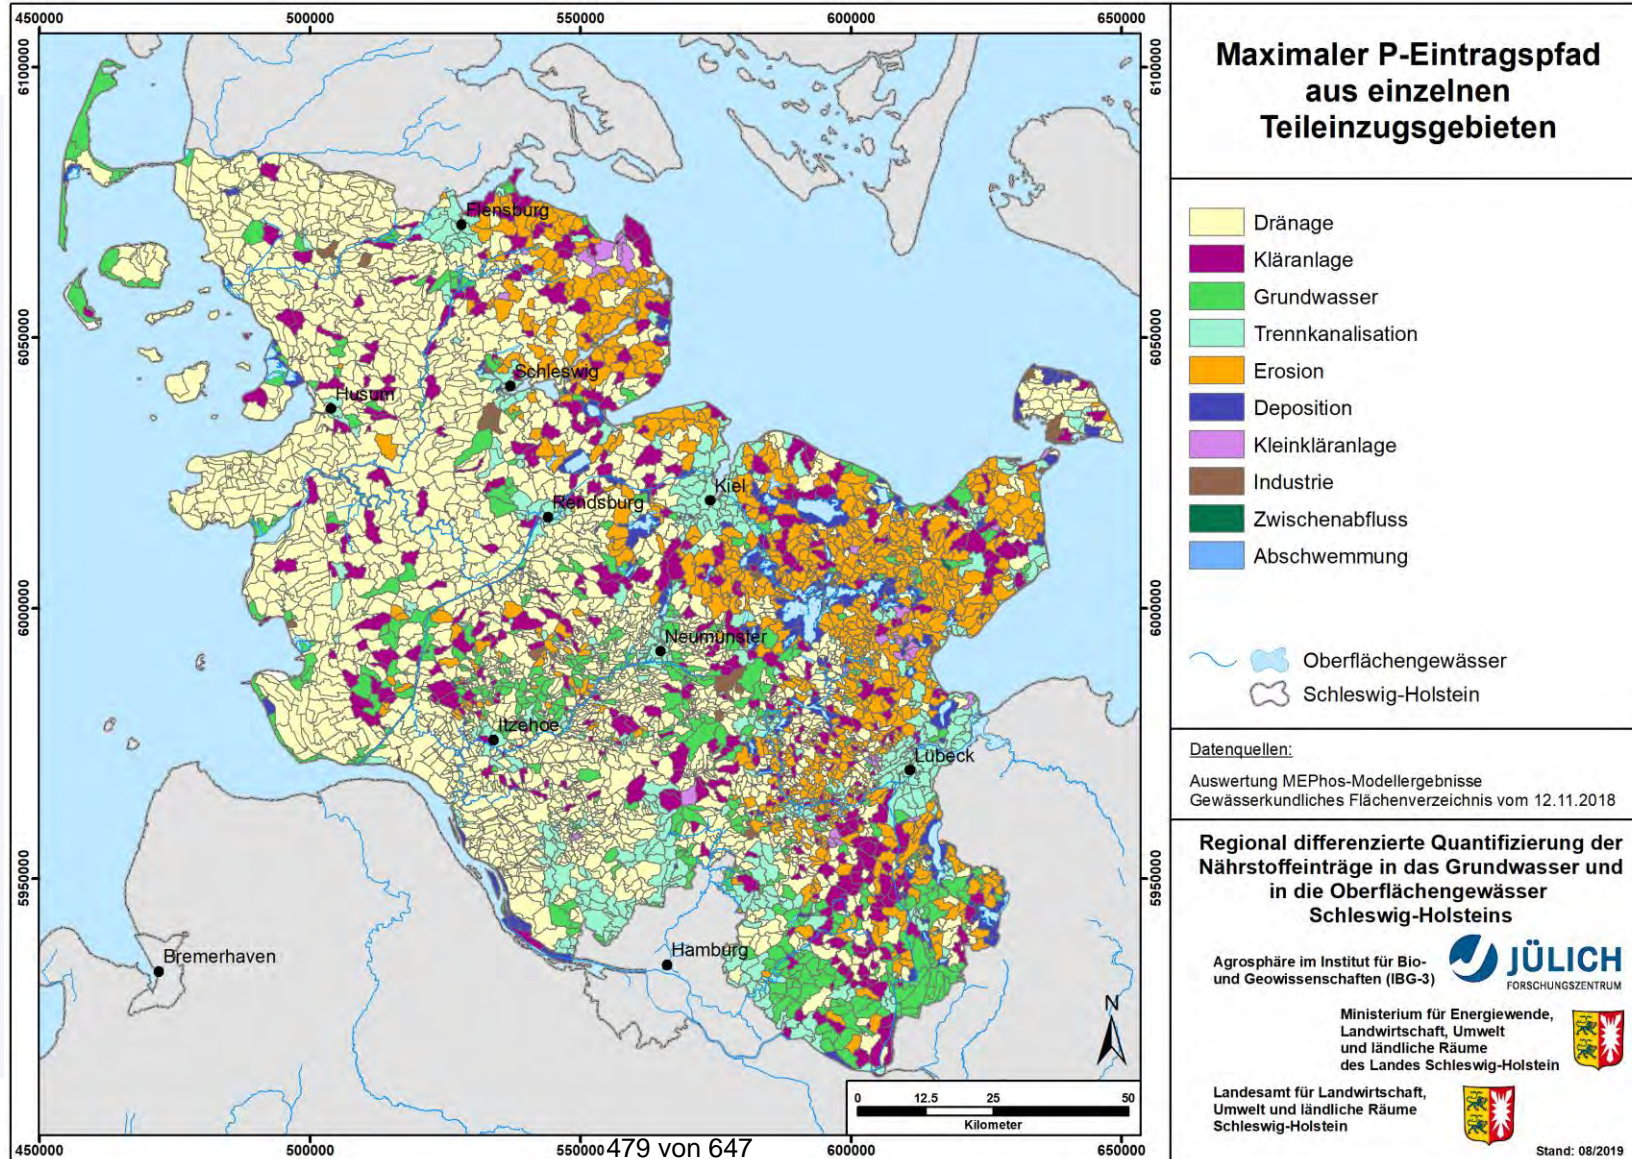 450000 500000 550000 600000 650000
6100000
6050000
6000000
5950000
6100000
6050000
6000000
5950000
Flensburg
Schleswig
Husum
Kiel
Rendsburg
Neumünster
Itzehoe
Lübeck
Hamburg
Bremerhaven
N
0 12.5 25 50
Kilometer
450000 500000 550000 600000 650000
479 von 647
Maximaler P-Eintragspfad
aus einzelnen
Teileinzugsgebieten
Dränage
Kläranlage
Grundwasser
Trennkanalisation
Erosion
Deposition
Kleinkläranlage
Industrie
Zwischenabfluss
Abschwemmung
Oberflächengewässer
Schleswig-Holstein
Datenquellen:
Auswertung MEPhos-Modellergebnisse
Gewässerkundliches Flächenverzeichnis vom 12.11.2018
Regional differenzierte Quantifizierung der
Nährstoffeinträge in das Grundwasser und
in die Oberflächengewässer
Schleswig-Holsteins
Agrosphäre im Institut für Bio-
und Geowissenschaften (IBG-3)
JÜLICH
FORSCHUNGSZENTRUM
Ministerium für Energiewende,
Landwirtschaft, Umwelt
und ländliche Räume
des Landes Schleswig-Holstein
Landesamt für Landwirtschaft,
Umwelt und ländliche Räume
Schleswig-Holstein
Stand: 08/2019